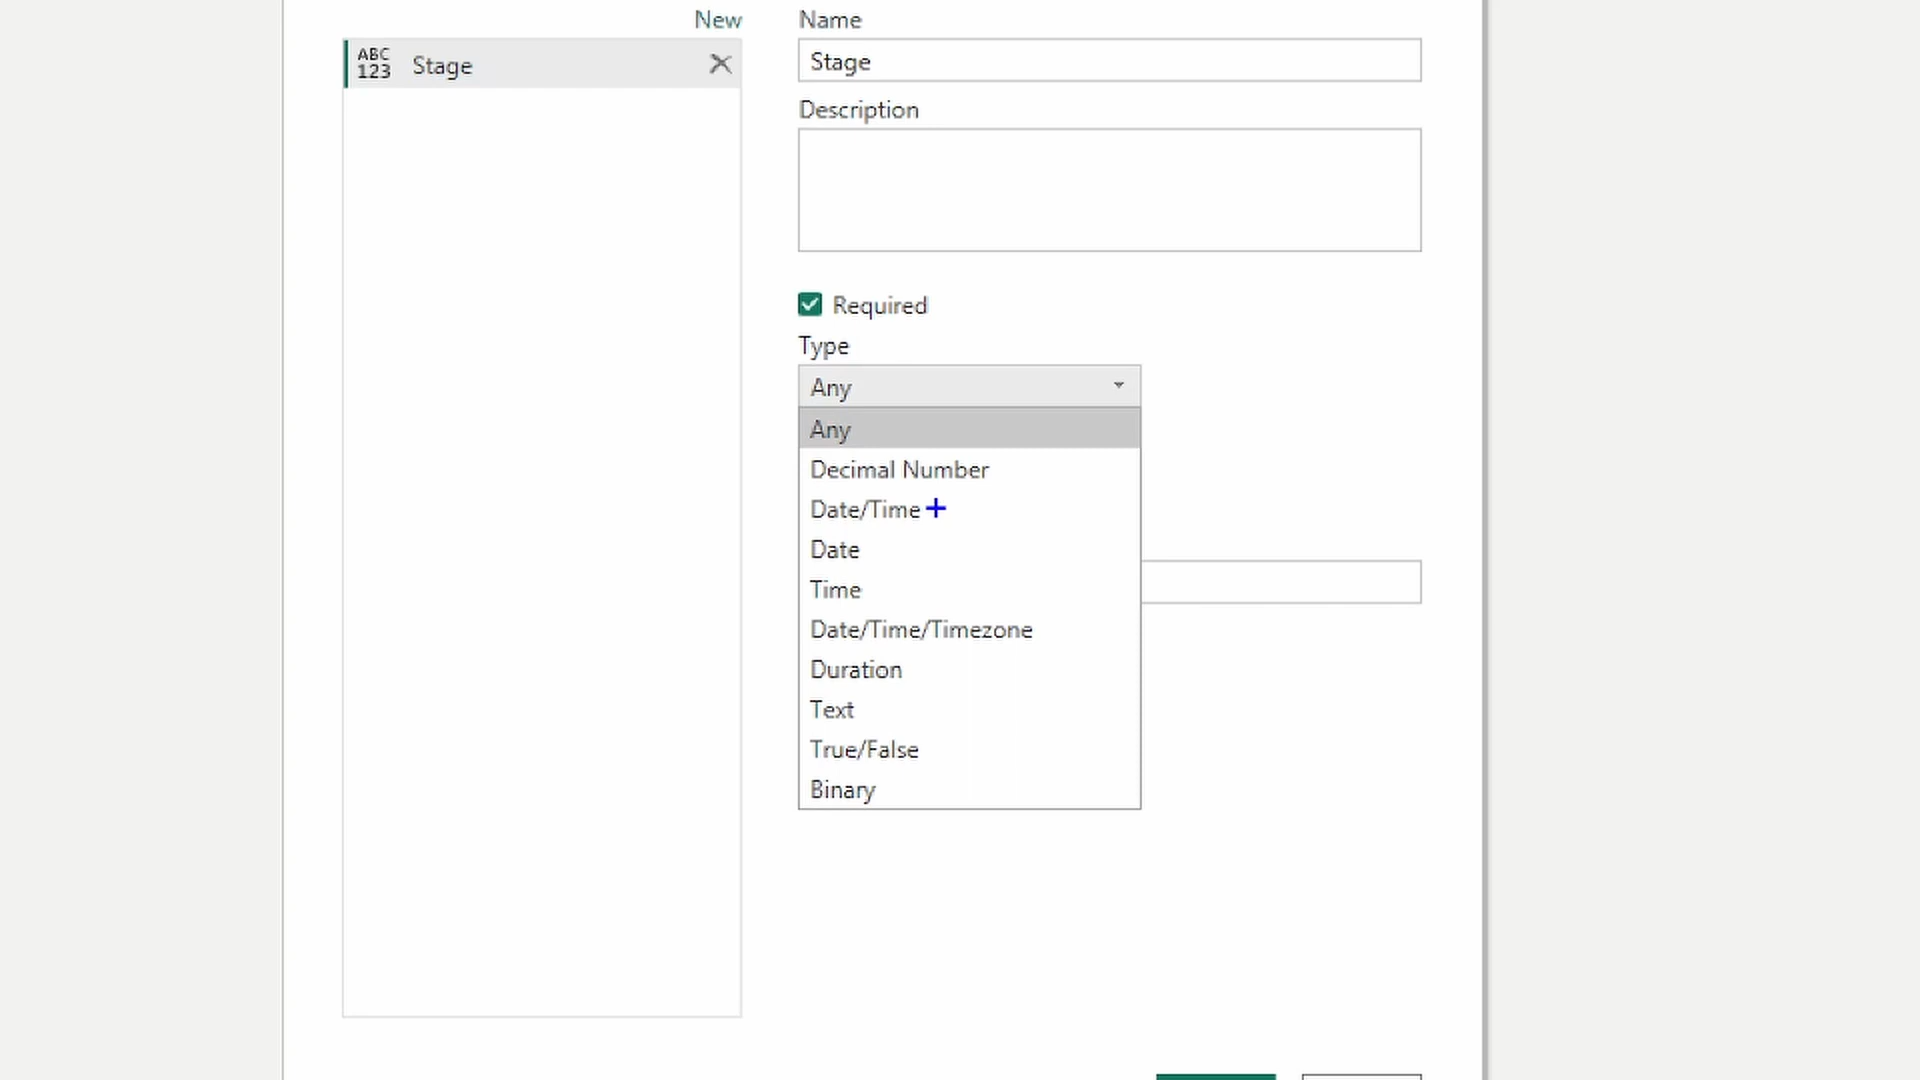 New
ABC
123
Stage
Name
Stage
Description
Required
Type
Any
Any
Decimal Number
Date/Time
Date
Time
Date/Time/Timezone
Duration
Text
True/False
Binary